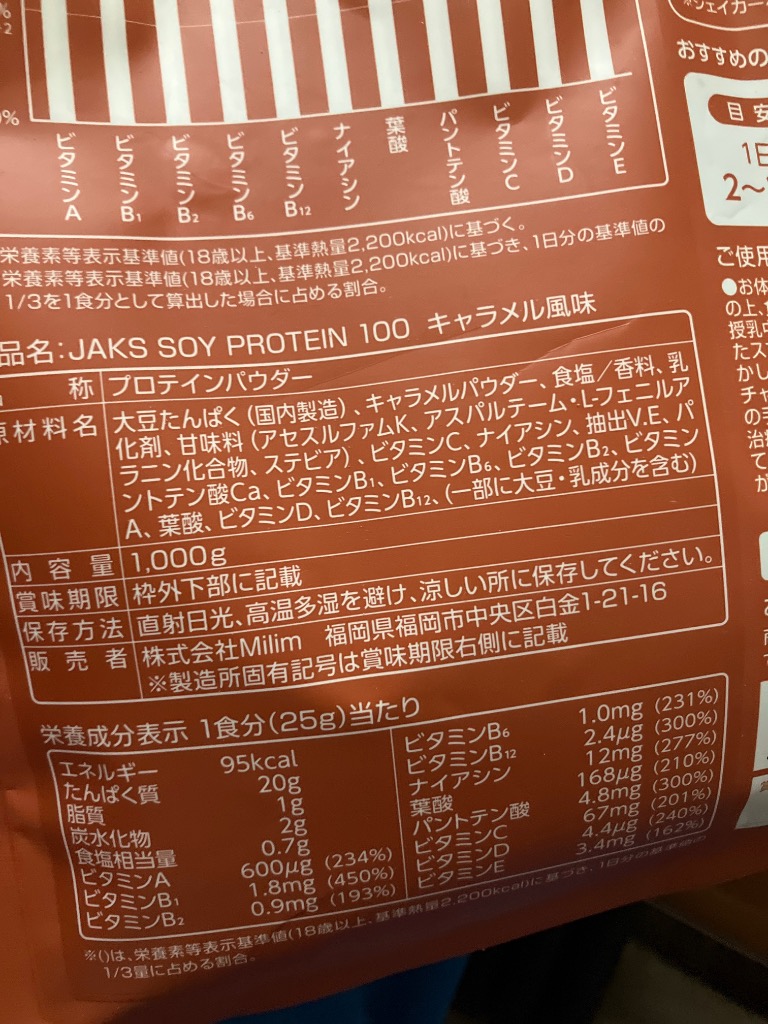 ビタミンA
ビタミンB1
ビタミンB2
ビタミンB6
ビタミンB12
ナイアシン
葉酸
パントテン酸
ビタミンC
ビタミンD
ビタミンE
栄養素等表示基準値(18歳以上、基準熱量2,200kcal)に基づく。
栄養素等表示基準値(18歳以上、基準熱量2,200kcal)に基づき、1日分の基準値の
1/3を1食分として算出した場合に占める割合。
品名:JAKS SOY PROTEIN 100 キャラメル風味
称 プロテインパウダー
原材料名 大豆たんぱく(国内製造)、キャラメルパウダー、食塩/香料、乳
化剤、甘味料(アセスルファムK、アスパルテーム・L-フェニルア
ラニン化合物、ステビア)、ビタミンC、ナイアシン、抽出V.E、パ
ントテン酸Ca、ビタミンB1、ビタミンB6、ビタミンB2、ビタミン
A、葉酸、ビタミンD、ビタミンB12、(一部に大豆・乳成分を含む)
内容量 1,000g
賞味期限 枠外下部に記載
保存方法 直射日光、高温多湿を避け、涼しい所に保存してください。
販売者 株式会社Milim 福岡県福岡市中央区白金1-21-16
※製造所固有記号は賞味期限右側に記載
栄養成分表示 1食分(25g)当たり
エネルギー 95kcal
たんぱく質 20g
脂質 1g
炭水化物 2g
食塩相当量 0.7g
ビタミンA 600μg (234%)
ビタミンB1 1.8mg (450%)
ビタミンB2 0.9mg (193%)
ビタミンB6 1.0mg (231%)
ビタミンB12 2.4μg (300%)
ナイアシン 12mg (277%)
葉酸 168μg (210%)
パントテン酸 4.8mg (300%)
ビタミンC 67mg (201%)
ビタミンD 4.4μg (240%)
ビタミンE 3.4mg (162%)
※()は、栄養素等表示基準値(18歳以上、基準熱量2,200kcal)に基づき、1日分の基準値の
1/3量に占める割合。
おすすめの
目安
1日
2〜
ご使用
●お体
の上、
授乳中
たス
かし
チャ
の手
治
て
が